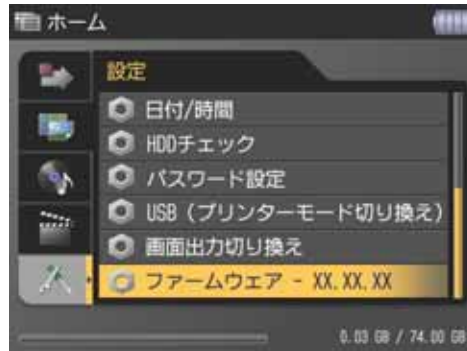 ホーム
設定
日付/時間
HDDチェック
パスワード設定
USB（プリンターモード切り換え）
画面出力切り換え
ファームウェア - XX.XX.XX
0.03 GB / 74.00 GB